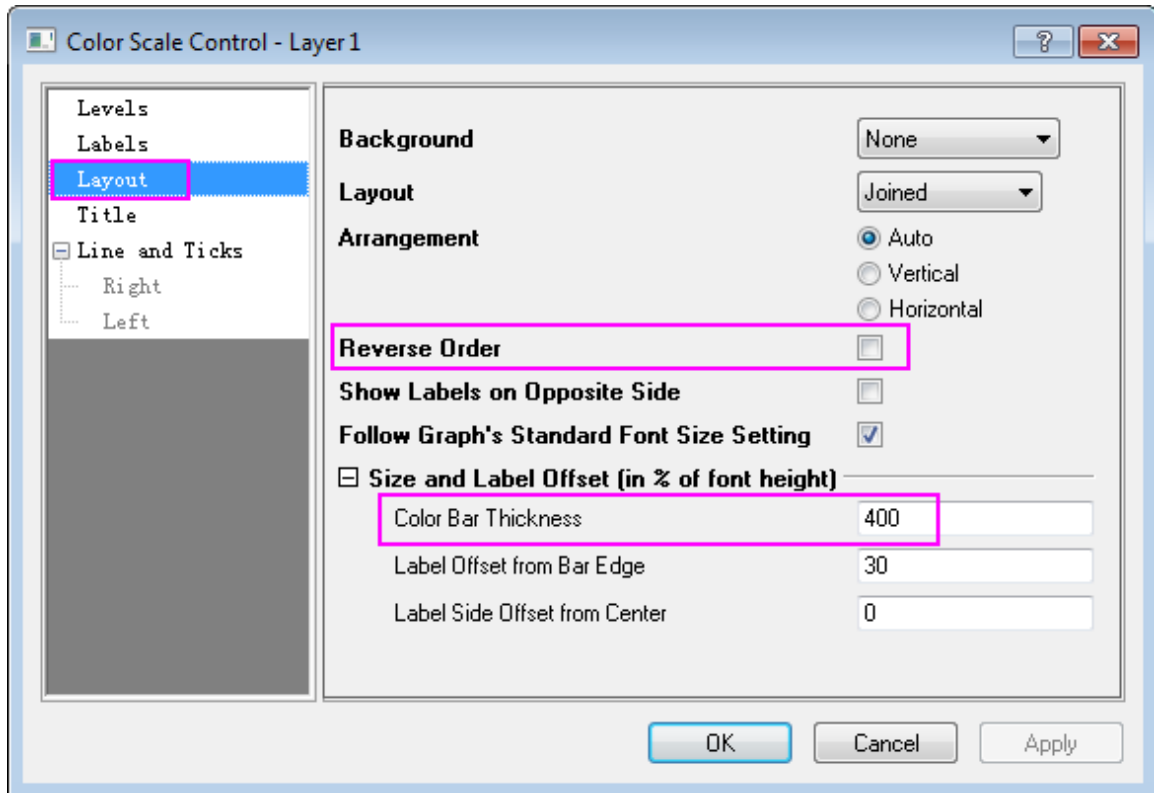 Color Scale Control - Layer 1
Levels
Labels
Layout
Title
Line and Ticks
Right
Left
Background None
Layout Joined
Arrangement Auto
Vertical
Horizontal
Reverse Order
Show Labels on Opposite Side
Follow Graph's Standard Font Size Setting
Size and Label Offset (in % of font height)
Color Bar Thickness 400
Label Offset from Bar Edge 30
Label Side Offset from Center 0
OK Cancel Apply